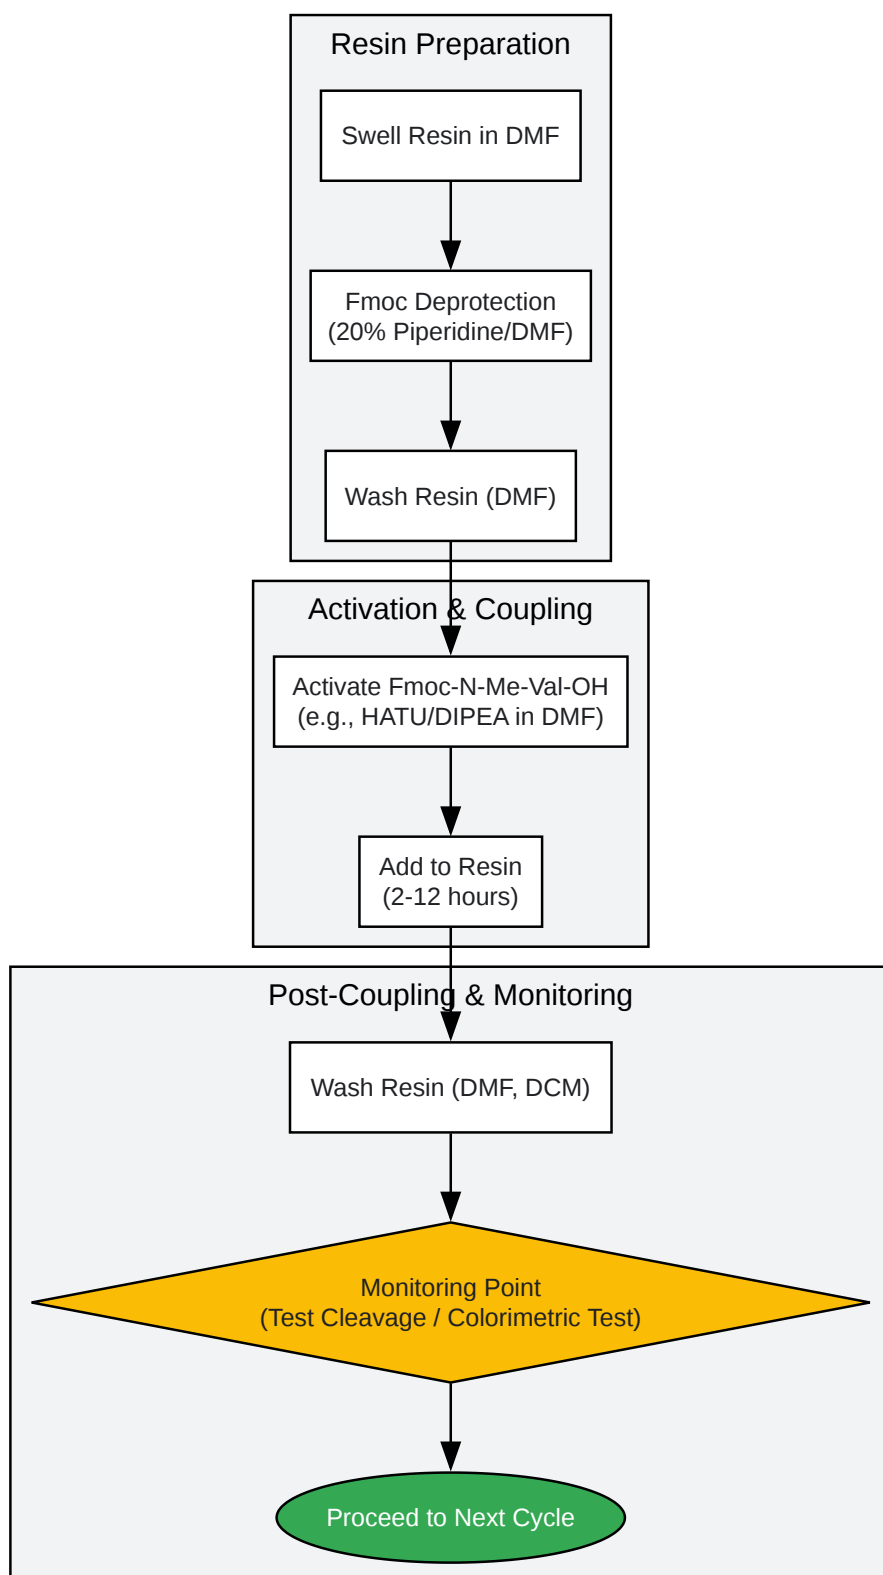 Resin Preparation
Swell Resin in DMF
Fmoc Deprotection
(20% Piperidine/DMF)
Wash Resin (DMF)
Activation & Coupling
Activate Fmoc-N-Me-Val-OH
(e.g., HATU/DIPEA in DMF)
Add to Resin
(2-12 hours)
Post-Coupling & Monitoring
Wash Resin (DMF, DCM)
Monitoring Point
(Test Cleavage / Colorimetric Test)
Proceed to Next Cycle